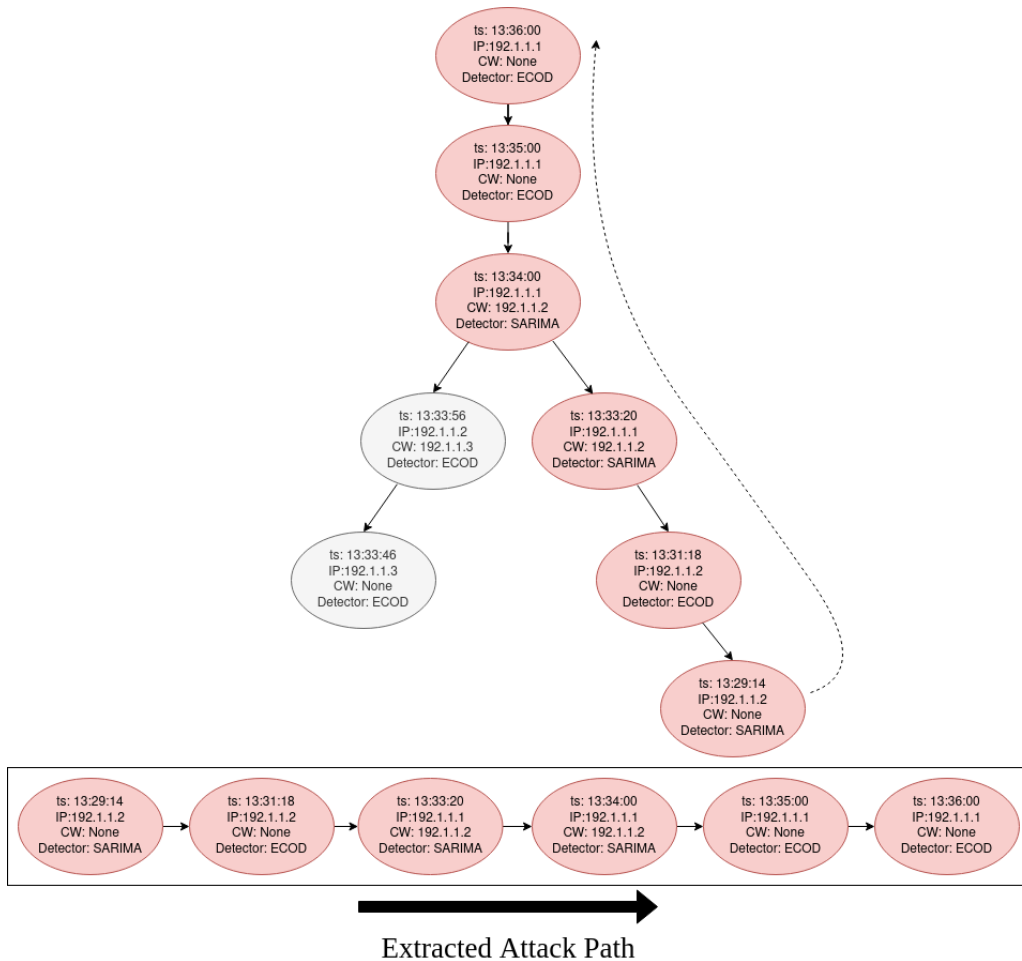 ts: 13:36:00
IP:192.1.1.1
CW: None
Detector: ECOD
ts: 13:35:00
IP:192.1.1.1
CW: None
Detector: ECOD
ts: 13:34:00
IP:192.1.1.1
CW: 192.1.1.2
Detector: SARIMA
ts: 13:33:56
IP:192.1.1.2
CW: 192.1.1.3
Detector: ECOD
ts: 13:33:20
IP:192.1.1.1
CW: 192.1.1.2
Detector: SARIMA
ts: 13:33:46
IP:192.1.1.3
CW: None
Detector: ECOD
ts: 13:31:18
IP:192.1.1.2
CW: None
Detector: ECOD
ts: 13:29:14
IP:192.1.1.2
CW: None
Detector: SARIMA
ts: 13:29:14
IP:192.1.1.2
CW: None
Detector: SARIMA
ts: 13:31:18
IP:192.1.1.2
CW: None
Detector: ECOD
ts: 13:33:20
IP:192.1.1.1
CW: 192.1.1.2
Detector: SARIMA
ts: 13:34:00
IP:192.1.1.1
CW: 192.1.1.2
Detector: SARIMA
ts: 13:35:00
IP:192.1.1.1
CW: None
Detector: ECOD
ts: 13:36:00
IP:192.1.1.1
CW: None
Detector: ECOD
Extracted Attack Path